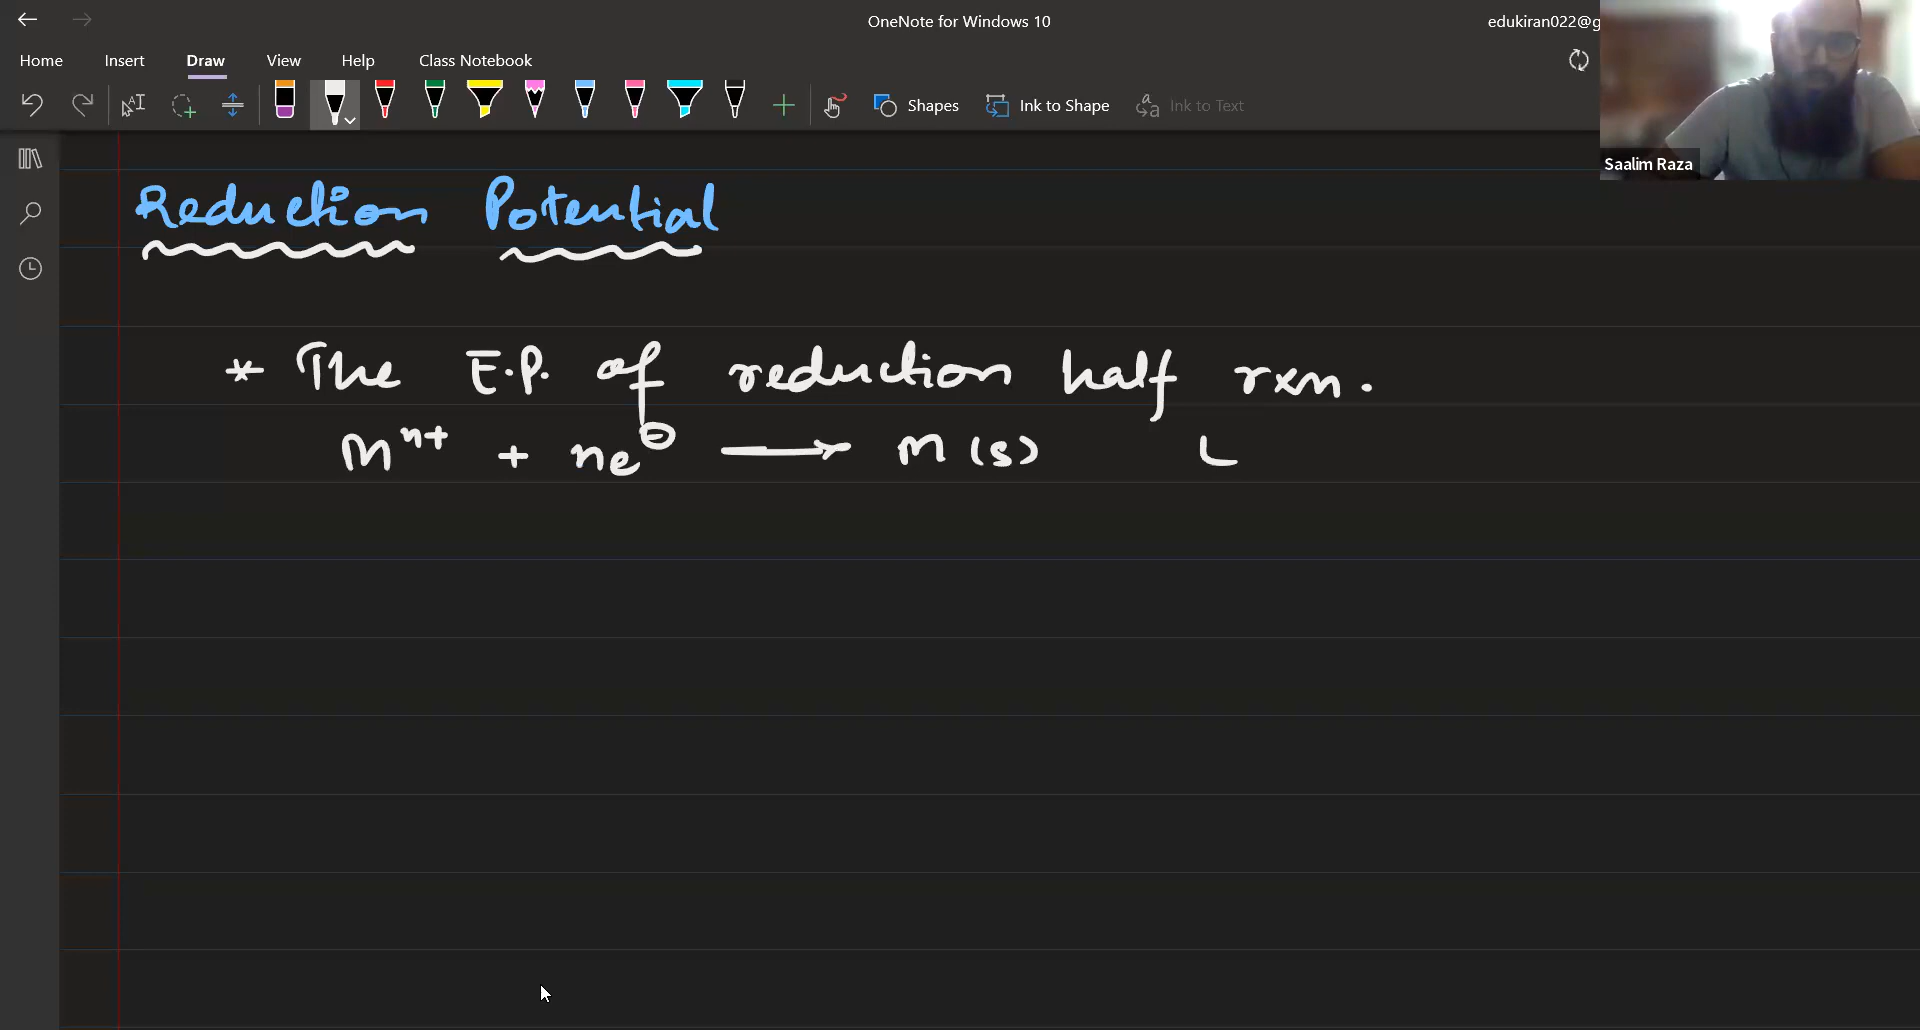 OneNote for Windows 10
edukiran022@g
Home Insert Draw View Help Class Notebook
Shapes Ink to Shape Ink to Text
Saalim Raza
Reduction Potential
* The E.P. of reduction half rxn.
Mⁿ⁺ + ne⊖ ⟶ M (s)